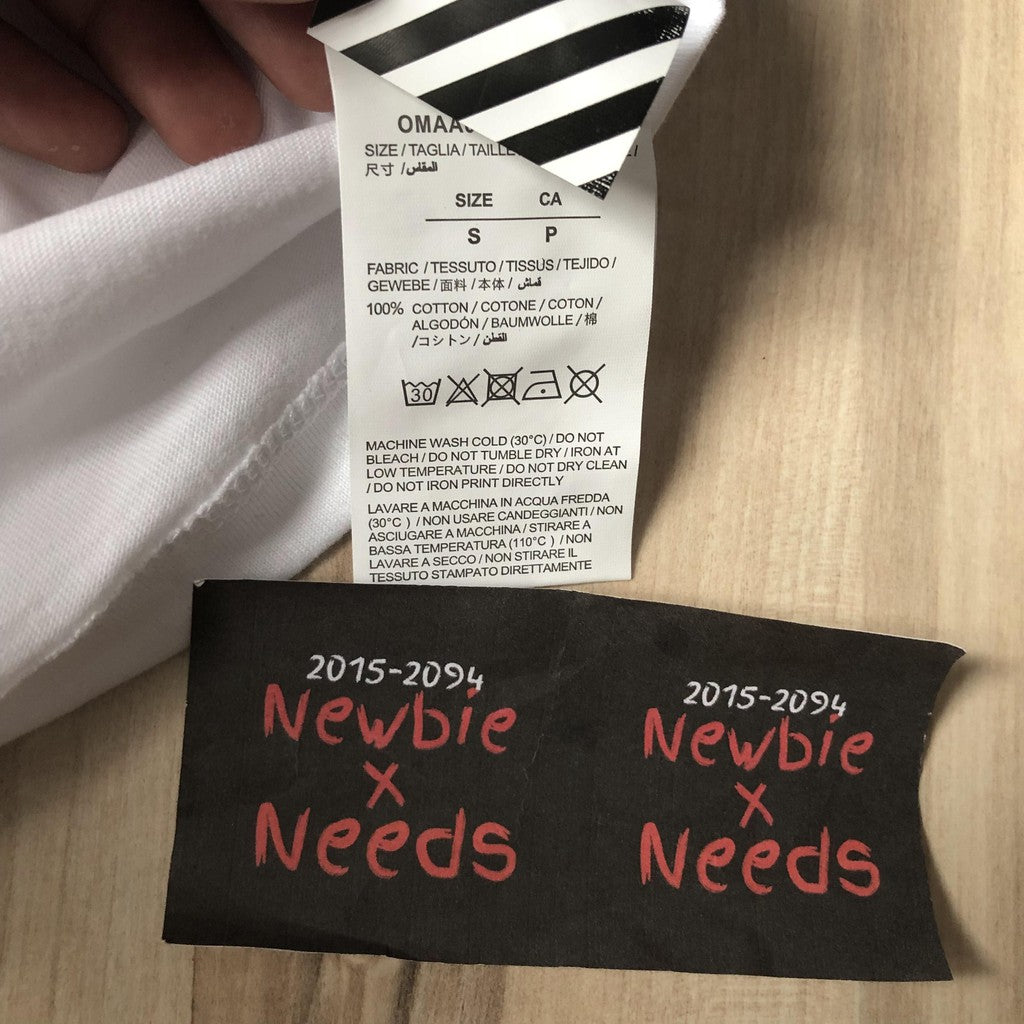 OMAA
SIZE / TAGLIA / TAILLE
尺寸 / المقاس
SIZE CA
S P
FABRIC / TESSUTO / TISSUS / TEJIDO /
GEWEBE / 面料 / 本体 / قماش
100% COTTON / COTONE / COTON /
ALGODÓN / BAUMWOLLE / 棉
/コシトン / القطن
30
MACHINE WASH COLD (30°C) / DO NOT
BLEACH / DO NOT TUMBLE DRY / IRON AT
LOW TEMPERATURE / DO NOT DRY CLEAN
/ DO NOT IRON PRINT DIRECTLY
LAVARE A MACCHINA IN ACQUA FREDDA
(30°C ) / NON USARE CANDEGGIANTI / NON
ASCIUGARE A MACCHINA / STIRARE A
BASSA TEMPERATURA (110°C ) / NON
LAVARE A SECCO / NON STIRARE IL
TESSUTO STAMPATO DIRETTAMENTE
2015-2094
Newbie
x
Needs
2015-2094
Newbie
x
Needs